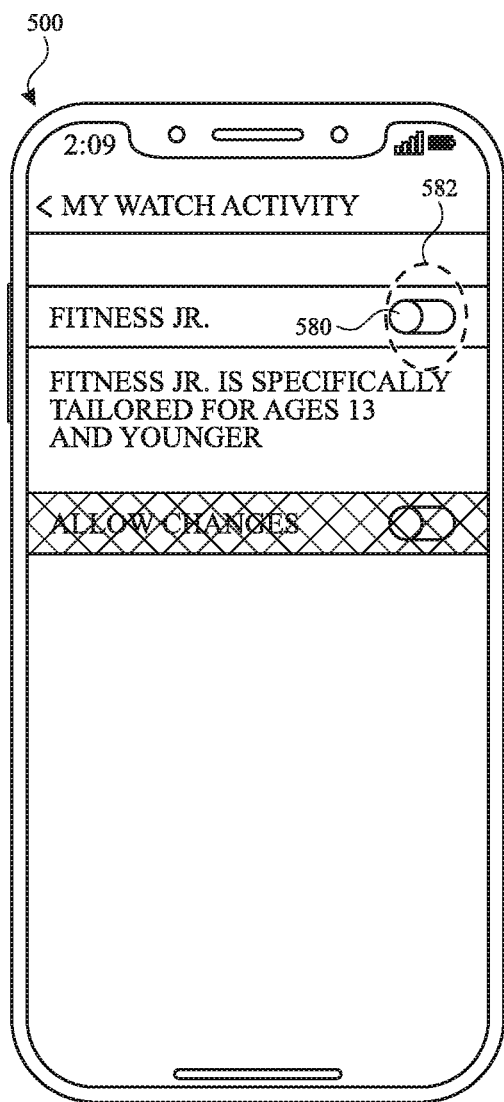 500
2:09
582
< MY WATCH ACTIVITY
FITNESS JR.
580
FITNESS JR. IS SPECIFICALLY
TAILORED FOR AGES 13
AND YOUNGER
ALLOW CHANGES